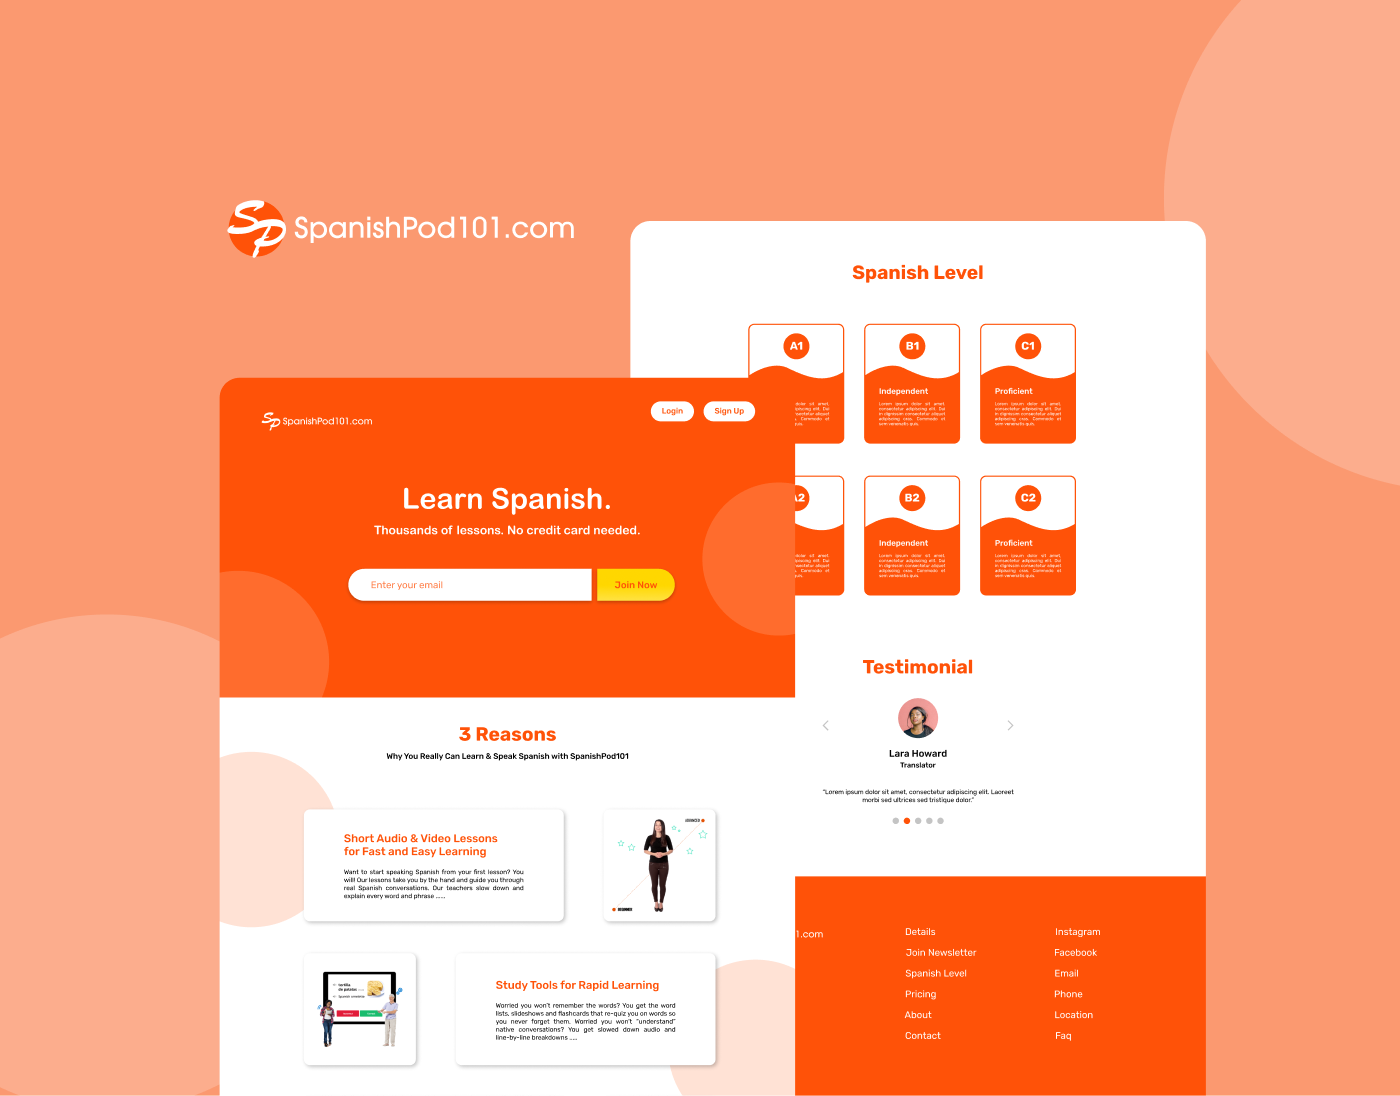 SP SpanishPod101.com
Spanish Level
A1
B1
C1
Independent
Lorem ipsum dolor sit amet,
consectetur adipiscing elit. Dui
in dignissim consectetur aliquet
adipiscing cras. Commodo at
sem venenatis quis.
Proficient
Lorem ipsum dolor sit amet,
consectetur adipiscing elit. Dui
in dignissim consectetur aliquet
adipiscing cras. Commodo at
sem venenatis quis.
B2
C2
Independent
Lorem ipsum dolor sit amet,
consectetur adipiscing elit. Dui
in dignissim consectetur aliquet
adipiscing cras. Commodo at
sem venenatis quis.
Proficient
Lorem ipsum dolor sit amet,
consectetur adipiscing elit. Dui
in dignissim consectetur aliquet
adipiscing cras. Commodo at
sem venenatis quis.
Testimonial
Lara Howard
Translator
"Lorem ipsum dolor sit amet, consectetur adipiscing elit. Laoreet
morbi sed ultrices sed tristique dolor."
1.com
Details
Join Newsletter
Spanish Level
Pricing
About
Contact
Instagram
Facebook
Email
Phone
Location
Faq
SP SpanishPod101.com
Login
Sign Up
Learn Spanish.
Thousands of lessons. No credit card needed.
Enter your email
Join Now
3 Reasons
Why You Really Can Learn & Speak Spanish with SpanishPod101
Short Audio & Video Lessons
for Fast and Easy Learning
Want to start speaking Spanish from your first lesson? You
will! Our lessons take you by the hand and guide you through
real Spanish conversations. Our teachers slow down and
explain every word and phrase ......
BEGINNER
tortilla
de patatas
Spanish omelette
Study Tools for Rapid Learning
Worried you won't remember the words? You get the word
lists, slideshows and flashcards that re-quiz you on words so
you never forget them. Worried you won't "understand"
native conversations? You get slowed down audio and
line-by-line breakdowns .....